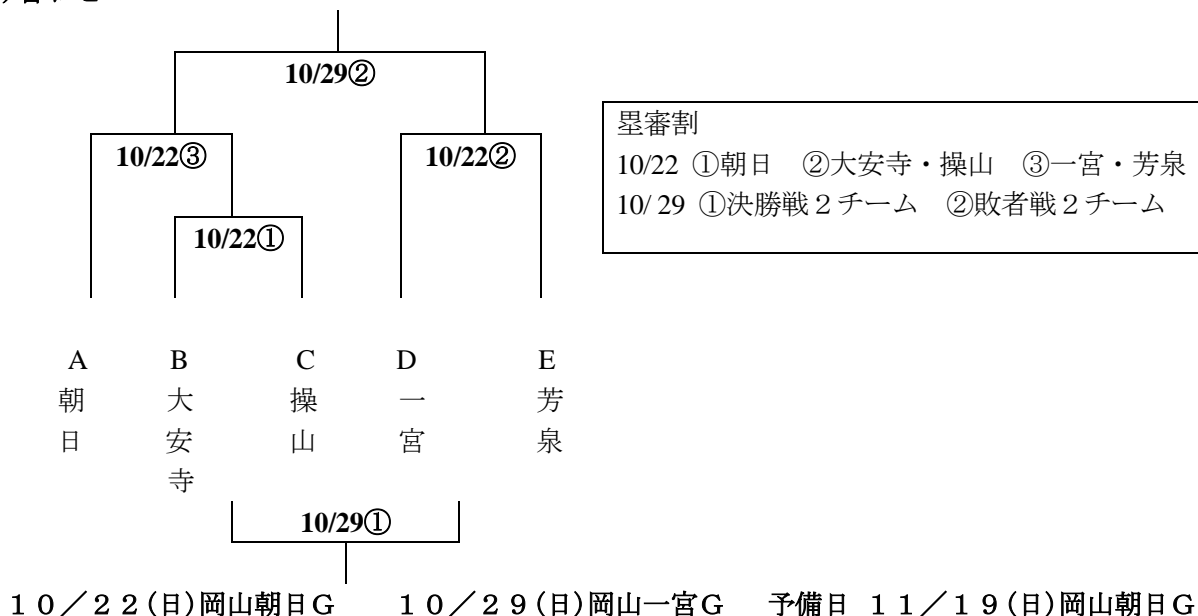 10/29②
10/22③
10/22②
10/22①
塁審割
10/22 ①朝日 ②大安寺・操山 ③一宮・芳泉
10/ 29 ①決勝戦２チーム ②敗者戦２チーム
A B C D E
朝日
大安寺
操山
一宮
芳泉
10/29①
１０／２２(日)岡山朝日Ｇ １０／２９(日)岡山一宮Ｇ 予備日 １１／１９(日)岡山朝日Ｇ